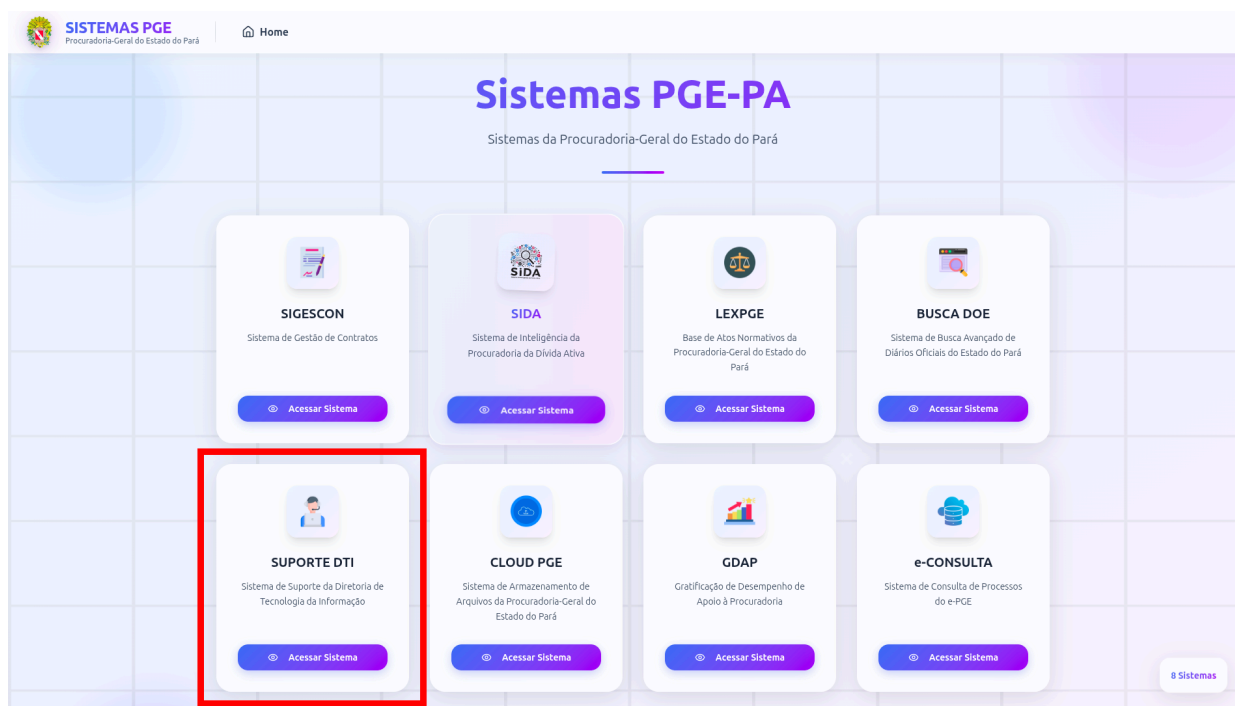 SISTEMAS PGE
Procuradoria-Geral do Estado do Pará
Home
Sistemas PGE-PA
Sistemas da Procuradoria-Geral do Estado do Pará
SIGESCON
Sistema de Gestão de Contratos
Acessar Sistema
SIDA
SIDA
Sistema de Inteligência da
Procuradoria da Dívida Ativa
Acessar Sistema
LEXPGE
Base de Atos Normativos da
Procuradoria-Geral do Estado do
Pará
Acessar Sistema
BUSCA DOE
Sistema de Busca Avançado de
Diários Oficiais do Estado do Pará
Acessar Sistema
SUPORTE DTI
Sistema de Suporte da Diretoria de
Tecnologia da Informação
Acessar Sistema
CLOUD PGE
Sistema de Armazenamento de
Arquivos da Procuradoria-Geral do
Estado do Pará
Acessar Sistema
GDAP
Gratificação de Desempenho de
Apoio à Procuradoria
Acessar Sistema
e-CONSULTA
Sistema de Consulta de Processos
do e-PGE
Acessar Sistema
8 Sistemas